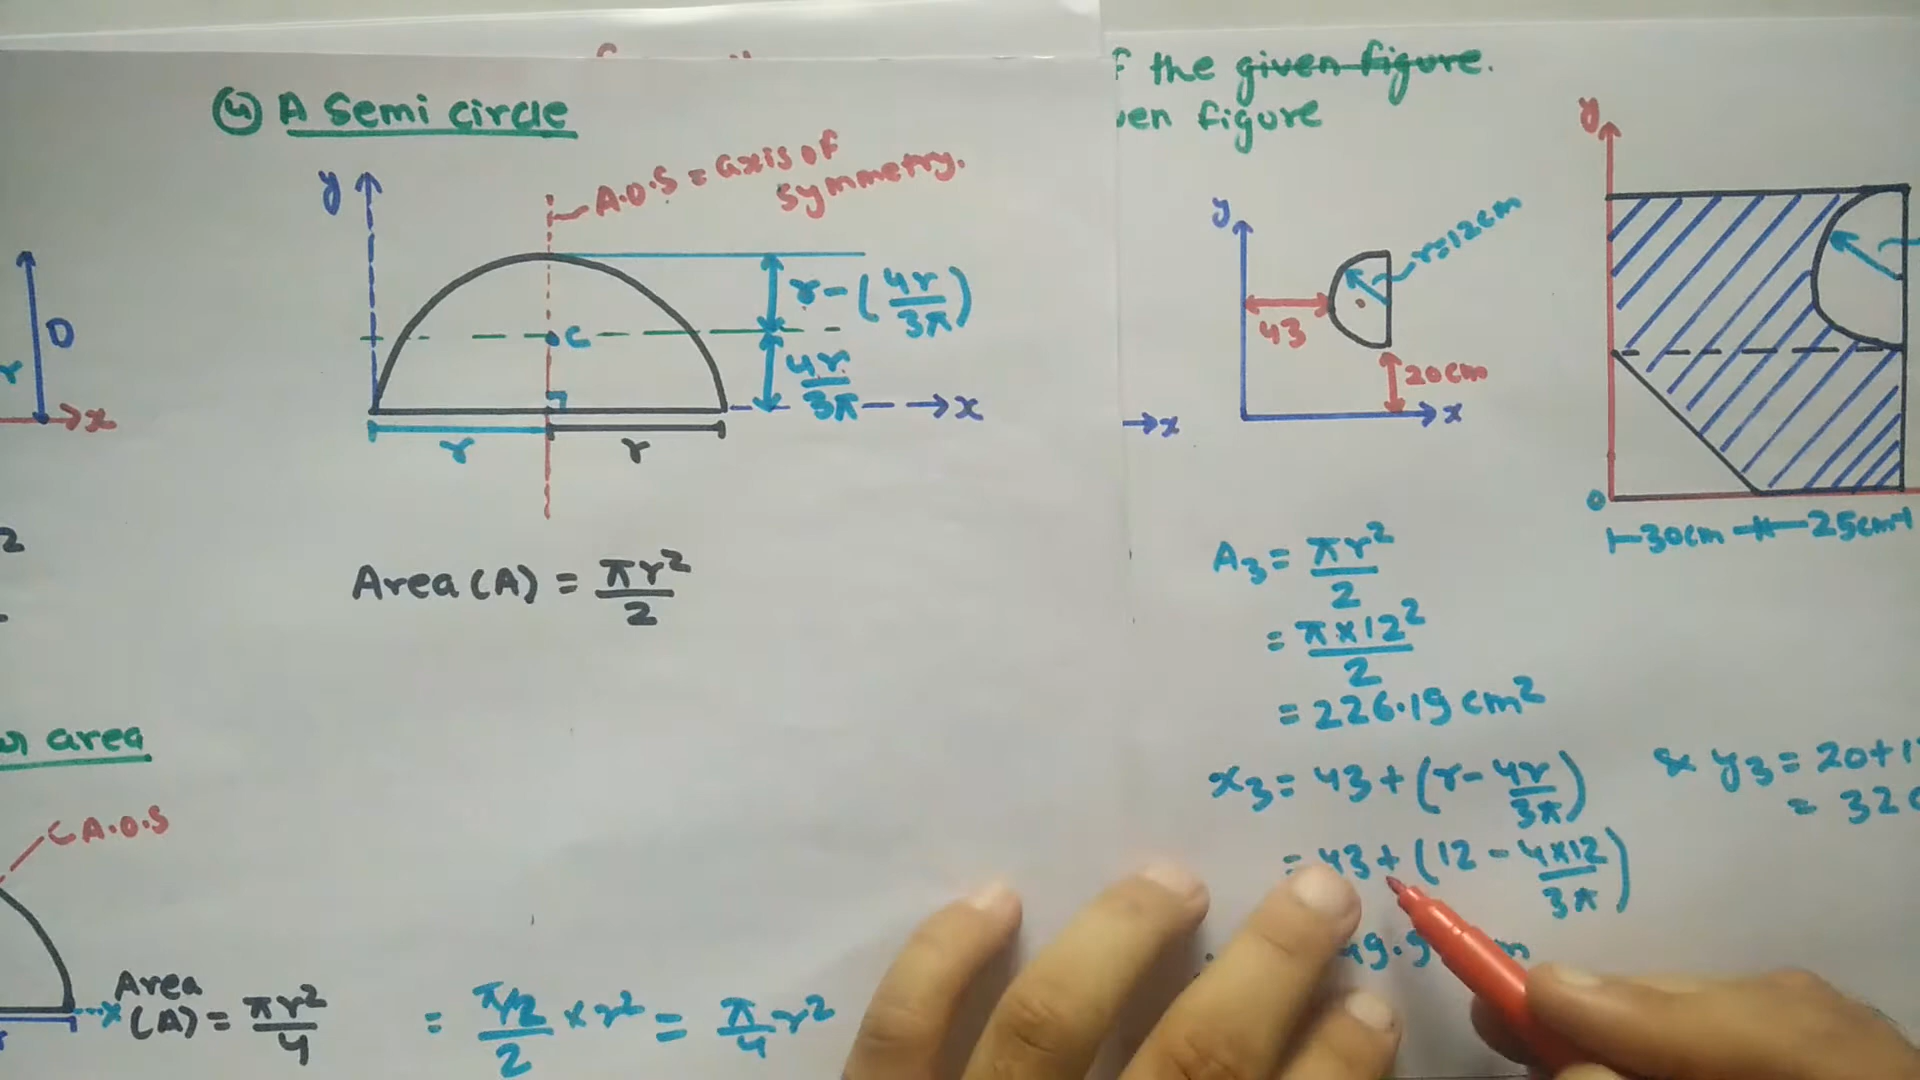 ④ A Semi circle
y
A.O.S = axis of
symmetry.
r - (4r/3π)
C
4r/3π
x
r
r
Area (A) = πr²/2
D
r
x
2
area
A.O.S
Area
(A) = πr²/4
x
= π/2/2 × r² = π/4 r²
the given figure.
figure
y
r=12cm
43
20cm
x
x
y
O
30cm
25cm
A₃ = πr²/2
= π×12²/2
= 226.19 cm²
x₃ = 43 + (r - 4r/3π)
= 43 + (12 - 4×12/3π)
& y₃ = 20+1
= 32